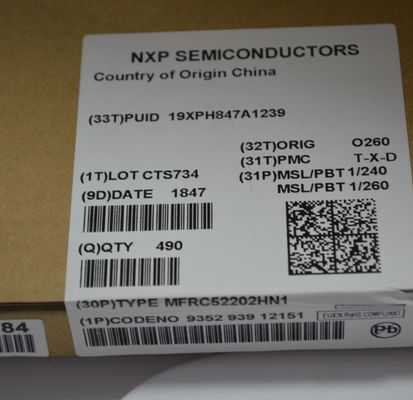 NXP SEMICONDUCTORS
Country of Origin China
(33T)PUID 19XPH847A1239
(32T)ORIG O260
(31T)PMC T-X-D
(1T)LOT CTS734
(31P)MSL/PBT 1/240
(9D)DATE 1847
MSL/PBT 1/260
(Q)QTY 490
(30P)TYPE MFRC52202HN1
(1P)CODENO 9352 939 12151
EU/CN RoHS COMPLIANT
Pb
84